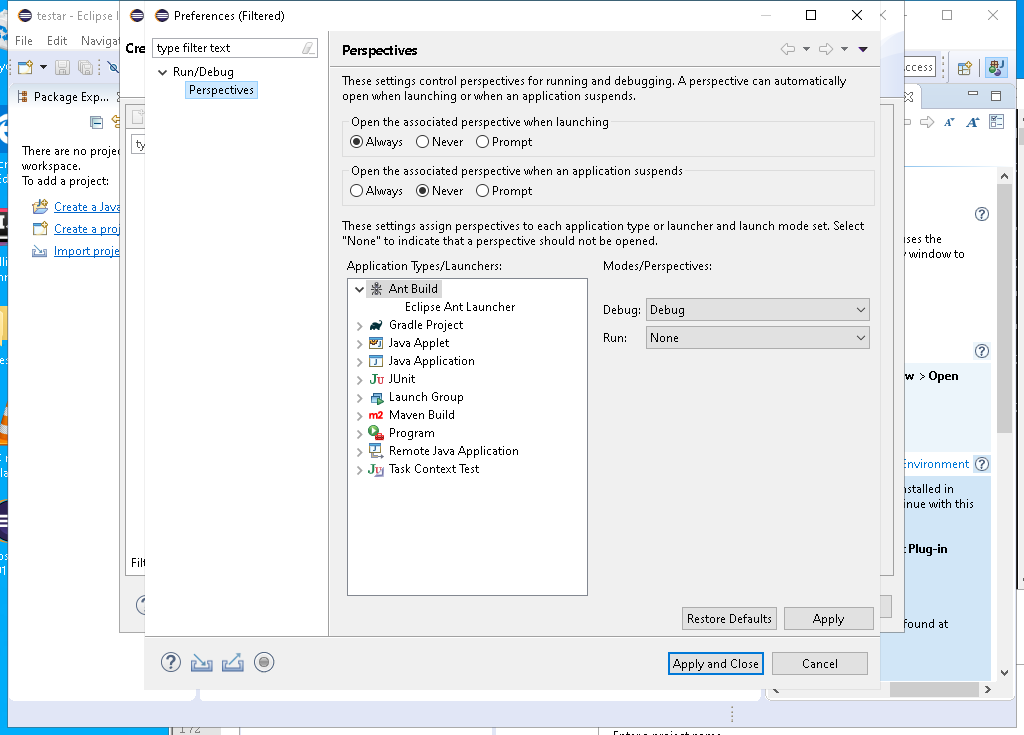 testar - Eclipse I
Preferences (Filtered)
File Edit Navigat
Cre
type filter text
Perspectives
Run/Debug
Perspectives
These settings control perspectives for running and debugging. A perspective can automatically
open when launching or when an application suspends.
ccess
Package Exp...
Open the associated perspective when launching
Always Never Prompt
ty
There are no projec
workspace.
To add a project:
Open the associated perspective when an application suspends
Always Never Prompt
Create a Java
Create a proj
Import proje
These settings assign perspectives to each application type or launcher and launch mode set. Select
"None" to indicate that a perspective should not be opened.
uses the
window to
Application Types/Launchers:
Modes/Perspectives:
Ant Build
Eclipse Ant Launcher
Gradle Project
Java Applet
Java Application
JUnit
Launch Group
Maven Build
Program
Remote Java Application
Task Context Test
Debug: Debug
Run: None
w > Open
Environment
nstalled in
inue with this
Plug-in
found at
Filt
Restore Defaults
Apply
Apply and Close
Cancel
172
Enter a project name